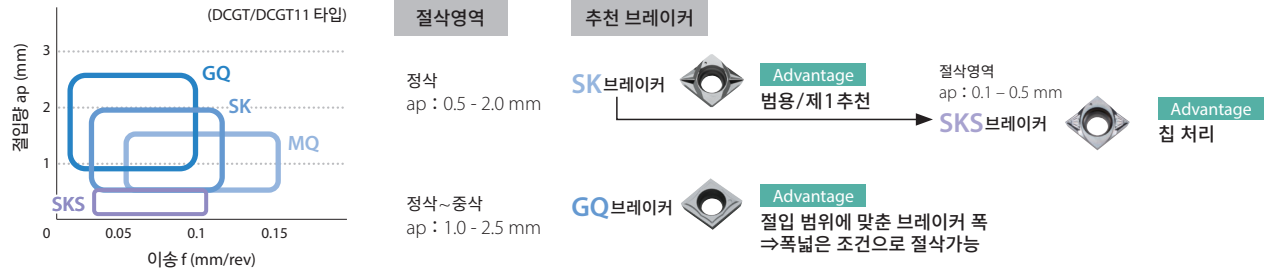 (DCGT/DCGT11 타입)
절입량 ap (mm)
3
2
1
0
GQ
SK
MQ
SKS
0.05
0.1
0.15
이송 f (mm/rev)
절삭영역
추천 브레이커
정삭
ap : 0.5 - 2.0 mm
SK브레이커
Advantage
범용/제1추천
절삭영역
ap : 0.1 – 0.5 mm
SKS브레이커
Advantage
칩 처리
정삭~중삭
ap : 1.0 - 2.5 mm
GQ브레이커
Advantage
절입 범위에 맞춘 브레이커 폭
⇒폭넓은 조건으로 절삭가능